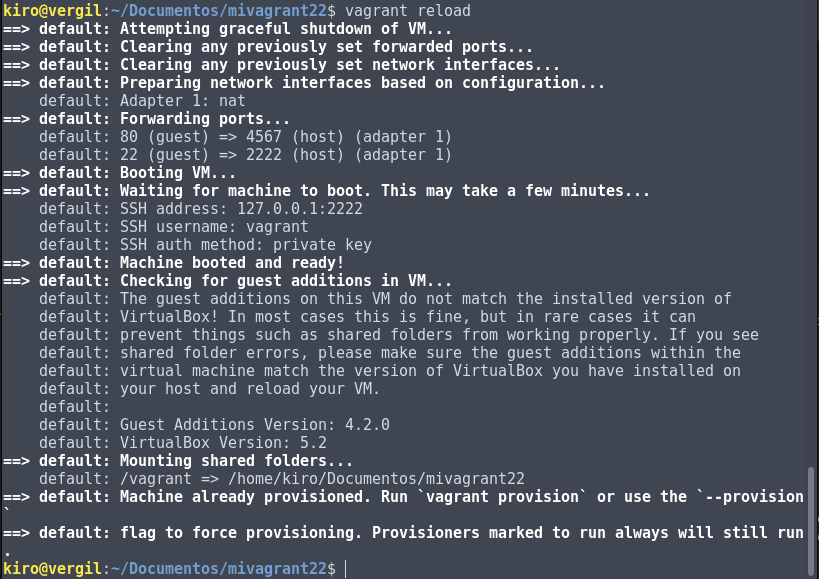 kiro@vergil:~/Documentos/mivagrant22$ vagrant reload
==> default: Attempting graceful shutdown of VM...
==> default: Clearing any previously set forwarded ports...
==> default: Clearing any previously set network interfaces...
==> default: Preparing network interfaces based on configuration...
    default: Adapter 1: nat
==> default: Forwarding ports...
    default: 80 (guest) => 4567 (host) (adapter 1)
    default: 22 (guest) => 2222 (host) (adapter 1)
==> default: Booting VM...
==> default: Waiting for machine to boot. This may take a few minutes...
    default: SSH address: 127.0.0.1:2222
    default: SSH username: vagrant
    default: SSH auth method: private key
==> default: Machine booted and ready!
==> default: Checking for guest additions in VM...
    default: The guest additions on this VM do not match the installed version of
    default: VirtualBox! In most cases this is fine, but in rare cases it can
    default: prevent things such as shared folders from working properly. If you see
    default: shared folder errors, please make sure the guest additions within the
    default: virtual machine match the version of VirtualBox you have installed on
    default: your host and reload your VM.
    default:
    default: Guest Additions Version: 4.2.0
    default: VirtualBox Version: 5.2
==> default: Mounting shared folders...
    default: /vagrant => /home/kiro/Documentos/mivagrant22
==> default: Machine already provisioned. Run `vagrant provision` or use the `--provision
`
==> default: flag to force provisioning. Provisioners marked to run always will still run
.
kiro@vergil:~/Documentos/mivagrant22$